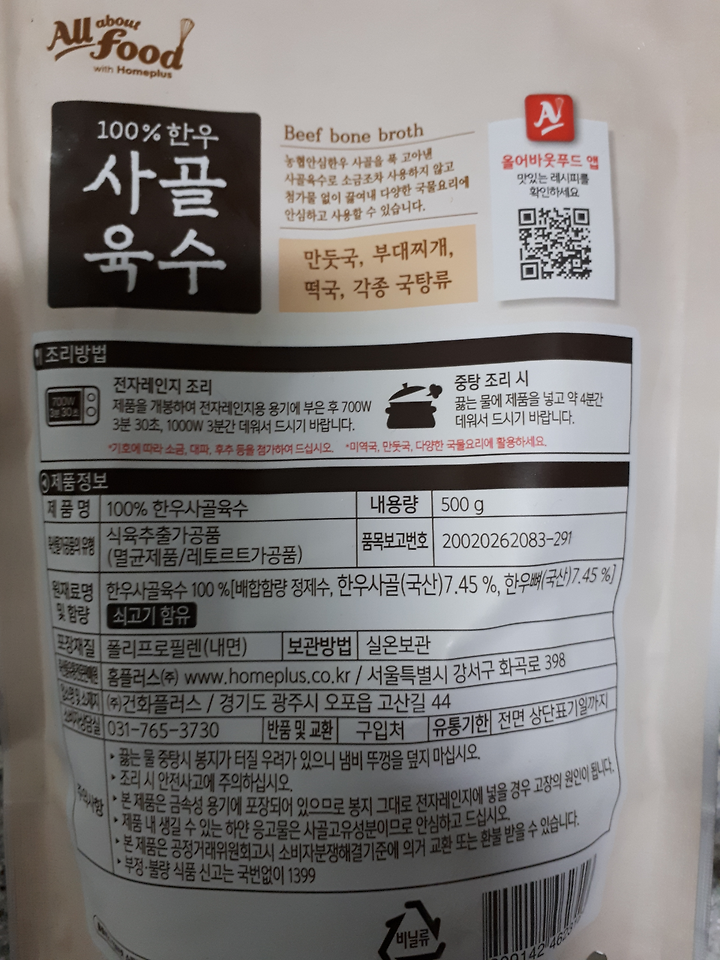 All about Food
with Homeplus
100% 한우
사골
육수
Beef bone broth
농협안심한우 사골을 푹 고아낸
사골육수로 소금조차 사용하지 않고
첨가물 없이 끓여내 다양한 국물요리에
안심하고 사용할 수 있습니다.
만둣국, 부대찌개,
떡국, 각종 국탕류
올어바웃푸드 앱
맛있는 레시피를
확인하세요
조리방법
700W
3분 30초
전자레인지 조리
제품을 개봉하여 전자레인지용 용기에 부은 후 700W
3분 30초, 1000W 3분간 데워서 드시기 바랍니다.
중탕 조리 시
끓는 물에 제품을 넣고 약 4분간
데워서 드시기 바랍니다.
*기호에 따라 소금, 대파, 후추 등을 첨가하여 드십시오. *미역국, 만둣국, 다양한 국물요리에 활용하세요.
제품정보
제품명 100% 한우사골육수 내용량 500 g
식육추출가공품
(멸균제품/레토르트가공품)
품목보고번호 20020262083-291
원재료명
및 함량
한우사골육수 100 %[배합함량 정제수, 한우사골(국산)7.45 %, 한우뼈(국산)7.45 %]
쇠고기 함유
포장재질 폴리프로필렌(내면) 보관방법 실온보관
홈플러스(주) www.homeplus.co.kr / 서울특별시 강서구 화곡로 398
(주)건화플러스 / 경기도 광주시 오포읍 고산길 44
소비자상담실 031-765-3730 반품 및 교환 구입처 유통기한 전면 상단표기일까지
주의사항
▸ 끓는 물 중탕시 봉지가 터질 우려가 있으니 냄비 뚜껑을 덮지 마십시오.
▸ 조리 시 안전사고에 주의하십시오.
▸ 본 제품은 금속성 용기에 포장되어 있으므로 봉지 그대로 전자레인지에 넣을 경우 고장의 원인이 됩니다.
▸ 제품 내 생길 수 있는 하얀 응고물은 사골고유성분이므로 안심하고 드십시오.
▸ 본 제품은 공정거래위원회고시 소비자분쟁해결기준에 의거 교환 또는 환불 받을 수 있습니다.
▸ 부정·불량 식품 신고는 국번없이 1399
비닐류